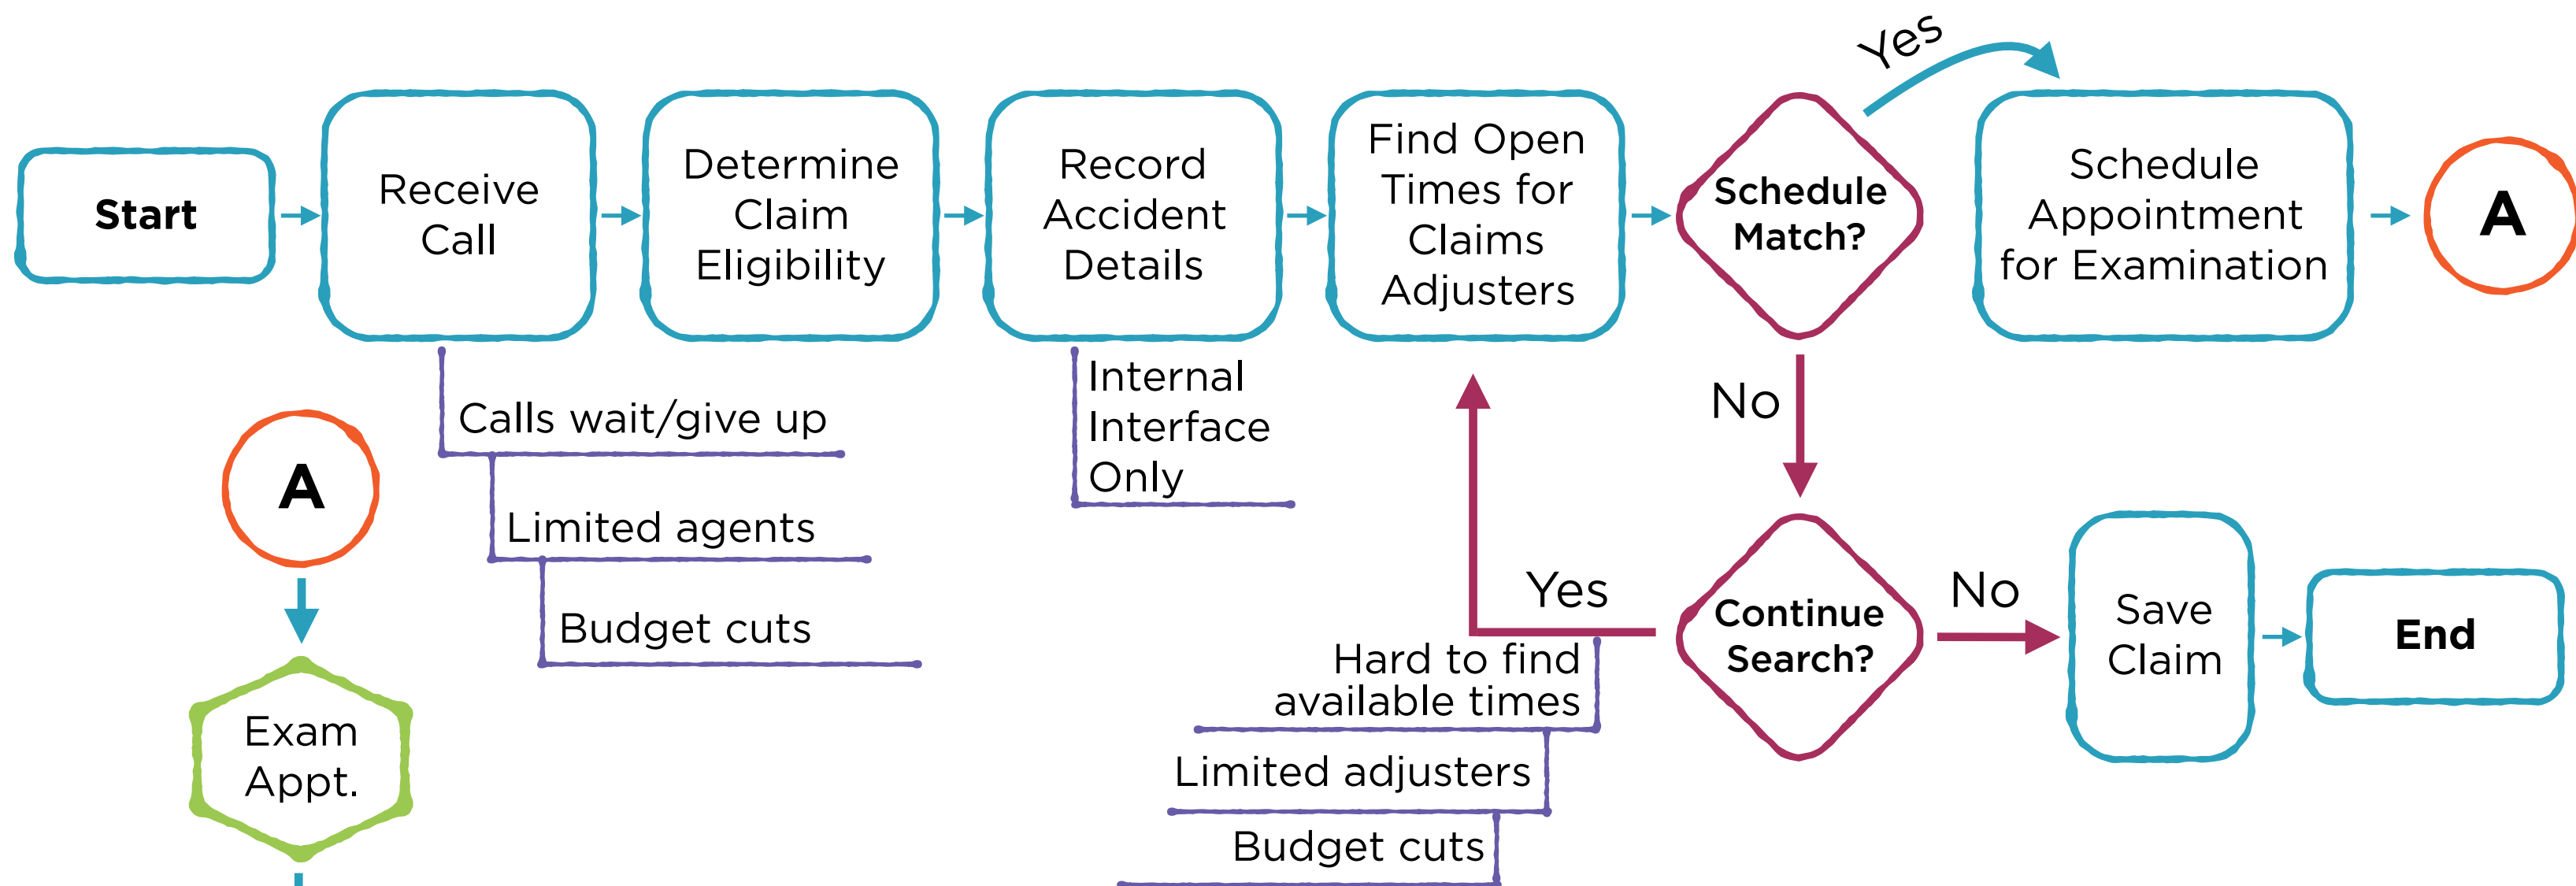 Start
Receive
Call
Determine
Claim
Eligibility
Record
Accident
Details
Find Open
Times for
Claims
Adjusters
Schedule
Match?
Yes
Schedule
Appointment
for Examination
A
Calls wait/give up
Limited agents
Budget cuts
Internal
Interface
Only
No
Continue
Search?
Yes
Hard to find
available times
Limited adjusters
Budget cuts
No
Save
Claim
End
A
Exam
Appt.